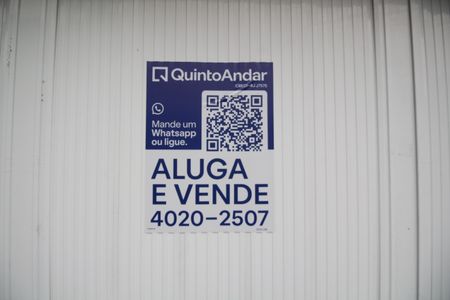 QuintoAndar
Mande um
Whatsapp
ou ligue.
ALUGA
E VENDE
4020-2507